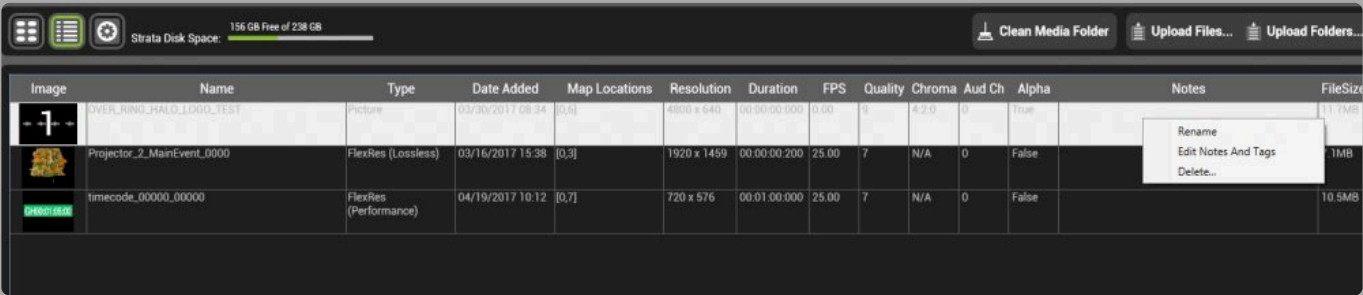 156 GB Free of 238 GB
Strata Disk Space:
Clean Media Folder
Upload Files...
Upload Folders...
Image Name Type Date Added Map Locations Resolution Duration FPS Quality Chroma Aud Ch Alpha Notes FileSize
1 OVER_RING_HALO_LOGO_TEST Picture 03/30/2017 08:34 [0,6] 4800 x 640 00:00:00:000 0.00 9 4:2:0 0 True 11.7MB
Rename
Edit Notes And Tags
Delete...
Projector_2_MainEvent_0000 FlexRes (Lossless) 03/16/2017 15:38 [0,3] 1920 x 1459 00:00:00:200 25.00 7 N/A 0 False .1MB
timecode_00000_00000 FlexRes 04/19/2017 10:12 [0,7] 720 x 576 00:01:00:000 25.00 7 N/A 0 False 10.5MB
(Performance)